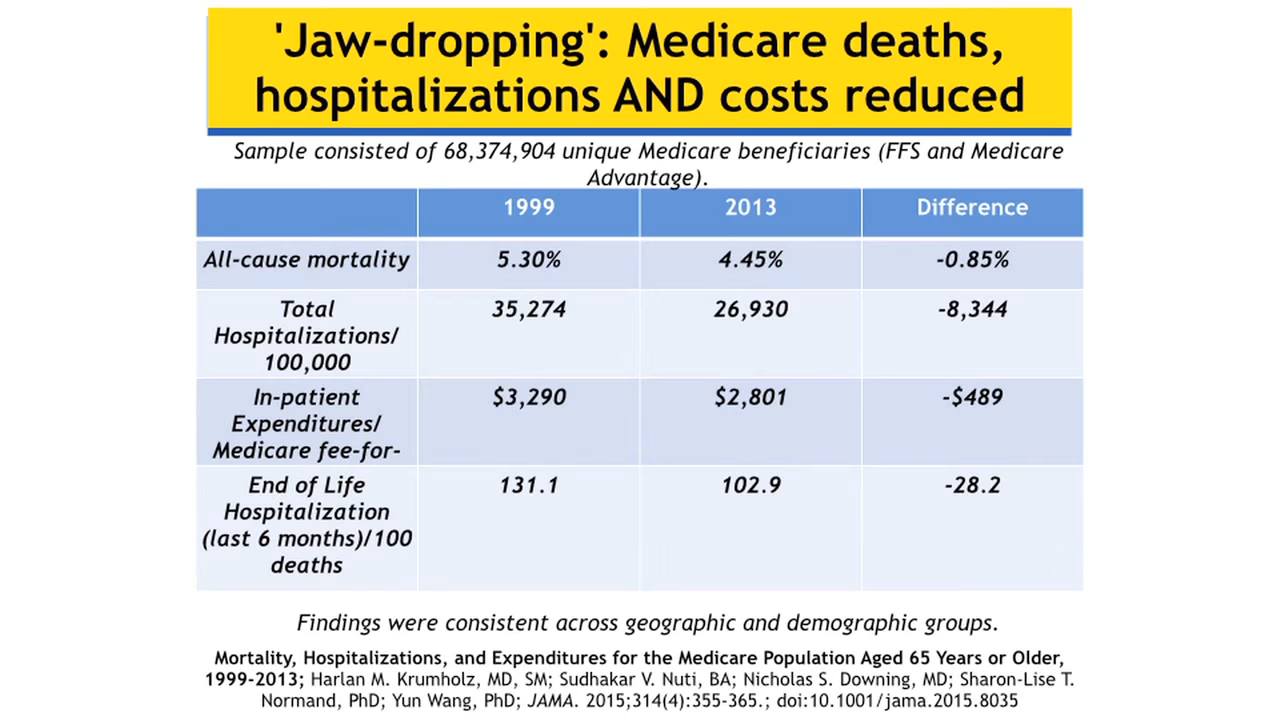 'Jaw-dropping': Medicare deaths,
hospitalizations AND costs reduced
Sample consisted of 68,374,904 unique Medicare beneficiaries (FFS and Medicare
Advantage).
1999 2013 Difference
All-cause mortality 5.30% 4.45% -0.85%
Total 35,274 26,930 -8,344
Hospitalizations/
100,000
In-patient $3,290 $2,801 -$489
Expenditures/
Medicare fee-for-
End of Life 131.1 102.9 -28.2
Hospitalization
(last 6 months)/100
deaths
Findings were consistent across geographic and demographic groups.
Mortality, Hospitalizations, and Expenditures for the Medicare Population Aged 65 Years or Older,
1999-2013; Harlan M. Krumholz, MD, SM; Sudhakar V. Nuti, BA; Nicholas S. Downing, MD; Sharon-Lise T.
Normand, PhD; Yun Wang, PhD; JAMA. 2015;314(4):355-365.; doi:10.1001/jama.2015.8035